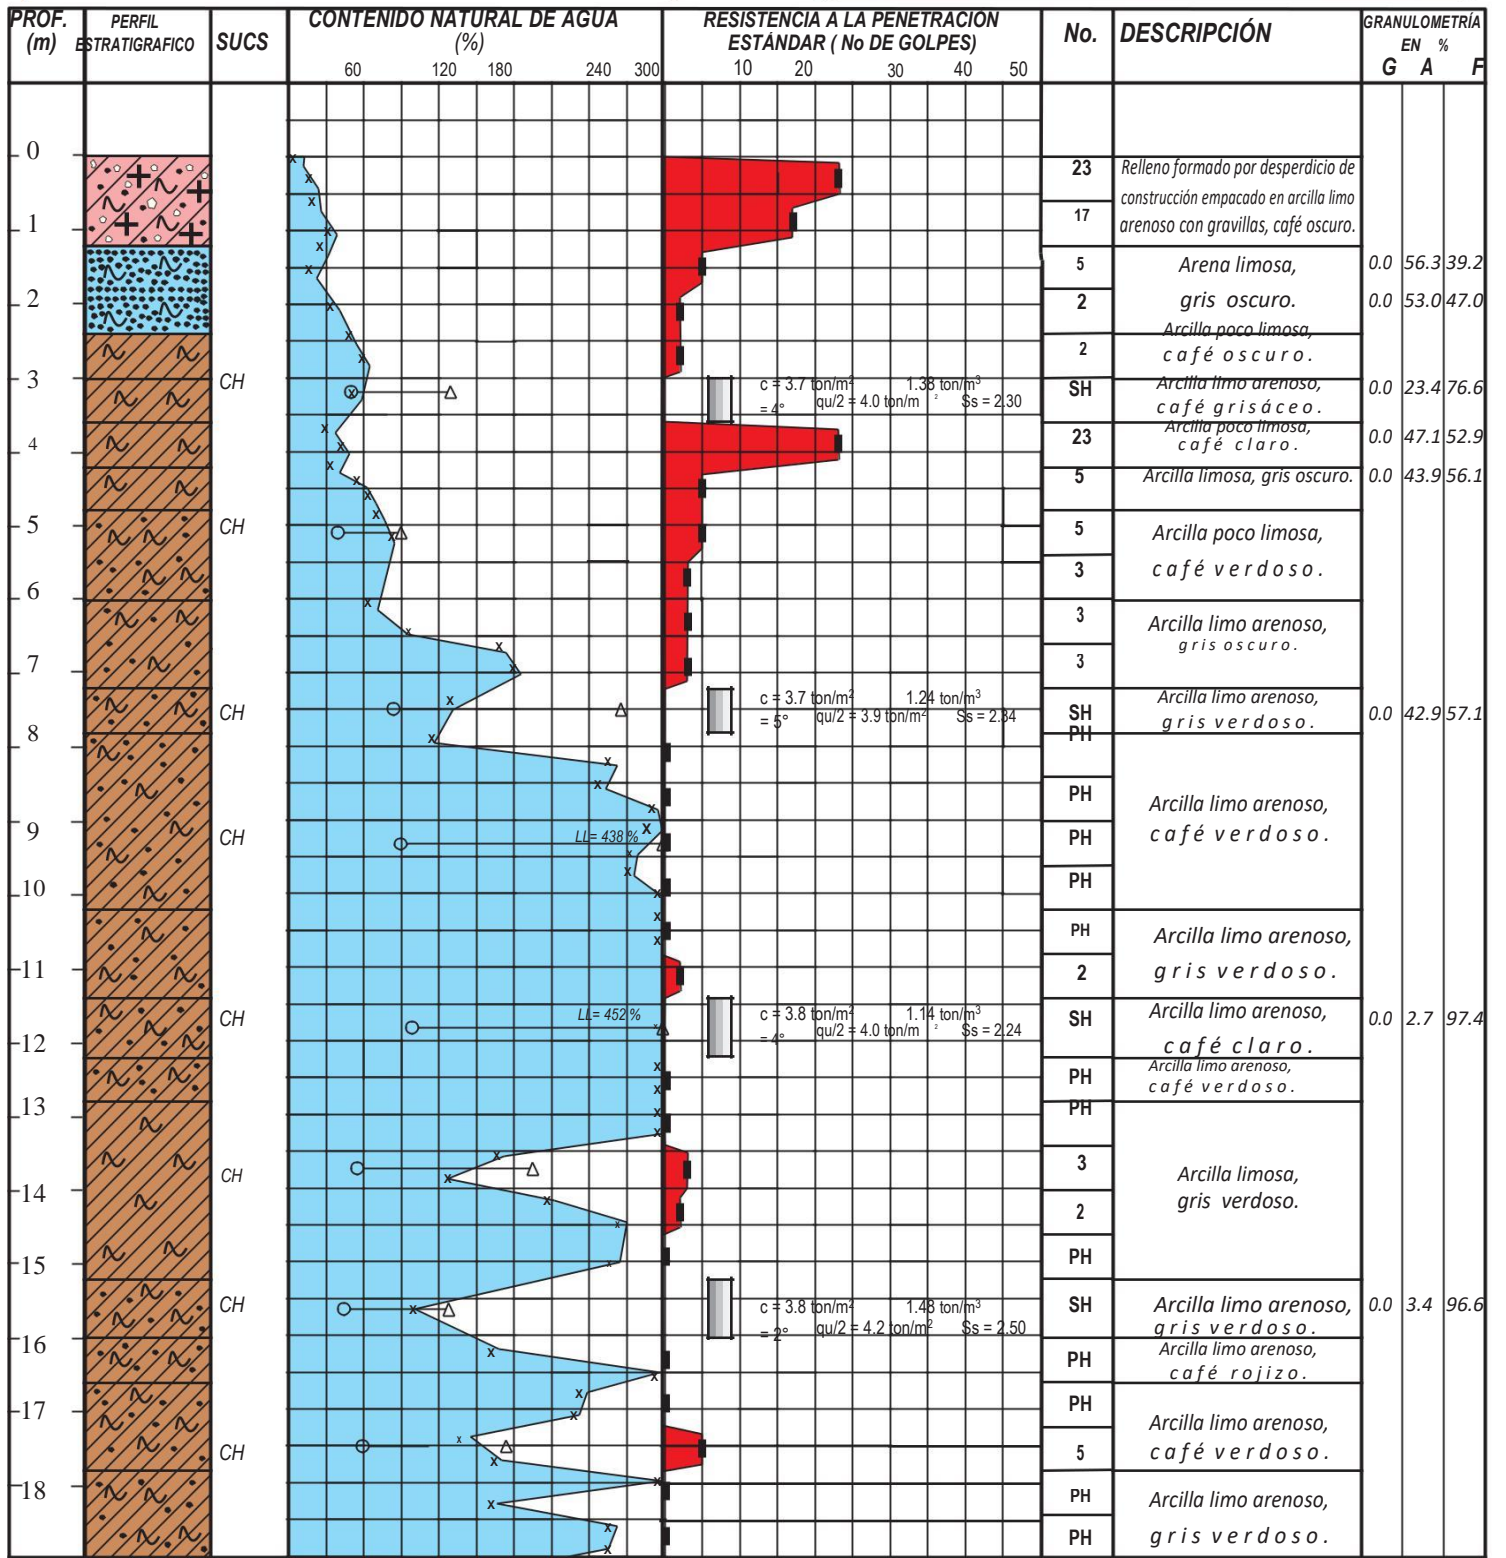 PROF.
(m)
PERFIL
ESTRATIGRAFICO
SUCS
CONTENIDO NATURAL DE AGUA
(%)
60 120 180 240 300
RESISTENCIA A LA PENETRACION
ESTÁNDAR ( No DE GOLPES)
10 20 30 40 50
No.
DESCRIPCIÓN
GRANULOMETRÍA
EN %
G A F
0
23 Relleno formado por desperdicio de
construcción empacado en arcilla limo
1 17 arenoso con gravillas, café oscuro.
5 Arena limosa, 0.0 56.3 39.2
2 2 gris oscuro. 0.0 53.0 47.0
Arcilla poco limosa,
2 café oscuro.
3 CH c = 3.7 ton/m² 1.38 ton/m³ SH Arcilla limo arenoso, 0.0 23.4 76.6
= 4° qu/2 = 4.0 ton/m ² Ss = 2.30 café grisáceo.
Arcilla poco limosa,
4 23 café claro. 0.0 47.1 52.9
5 Arcilla limosa, gris oscuro. 0.0 43.9 56.1
5 CH 5 Arcilla poco limosa,
3 café verdoso.
6
3 Arcilla limo arenoso,
gris oscuro.
7 3
c = 3.7 ton/m² 1.24 ton/m³ Arcilla limo arenoso,
CH = 5° qu/2 = 3.9 ton/m² Ss = 2.34 SH gris verdoso. 0.0 42.9 57.1
8 PH
PH Arcilla limo arenoso,
9 CH LL= 438 % PH café verdoso.
10 PH
PH Arcilla limo arenoso,
11 2 gris verdoso.
CH LL= 452 % c = 3.8 ton/m² 1.14 ton/m³ SH Arcilla limo arenoso, 0.0 2.7 97.4
= 4° qu/2 = 4.0 ton/m ² Ss = 2.24
12 café claro.
Arcilla limo arenoso,
PH café verdoso.
13 PH
3 Arcilla limosa,
CH
14 gris verdoso.
2
15 PH
CH c = 3.8 ton/m² 1.48 ton/m³ SH Arcilla limo arenoso, 0.0 3.4 96.6
= 2° qu/2 = 4.2 ton/m² Ss = 2.50 gris verdoso.
16 Arcilla limo arenoso,
PH café rojizo.
17 PH
Arcilla limo arenoso,
CH 5 café verdoso.
18 PH Arcilla limo arenoso,
PH gris verdoso.